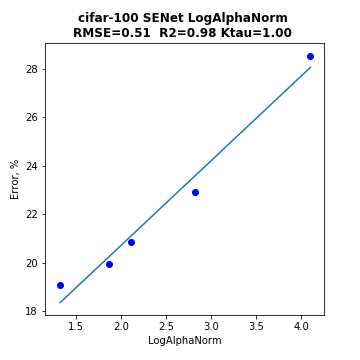 cifar-100 SENet LogAlphaNorm
RMSE=0.51 R2=0.98 Ktau=1.00
28
26
24
22
20
18
Error, %
1.5 2.0 2.5 3.0 3.5 4.0
LogAlphaNorm